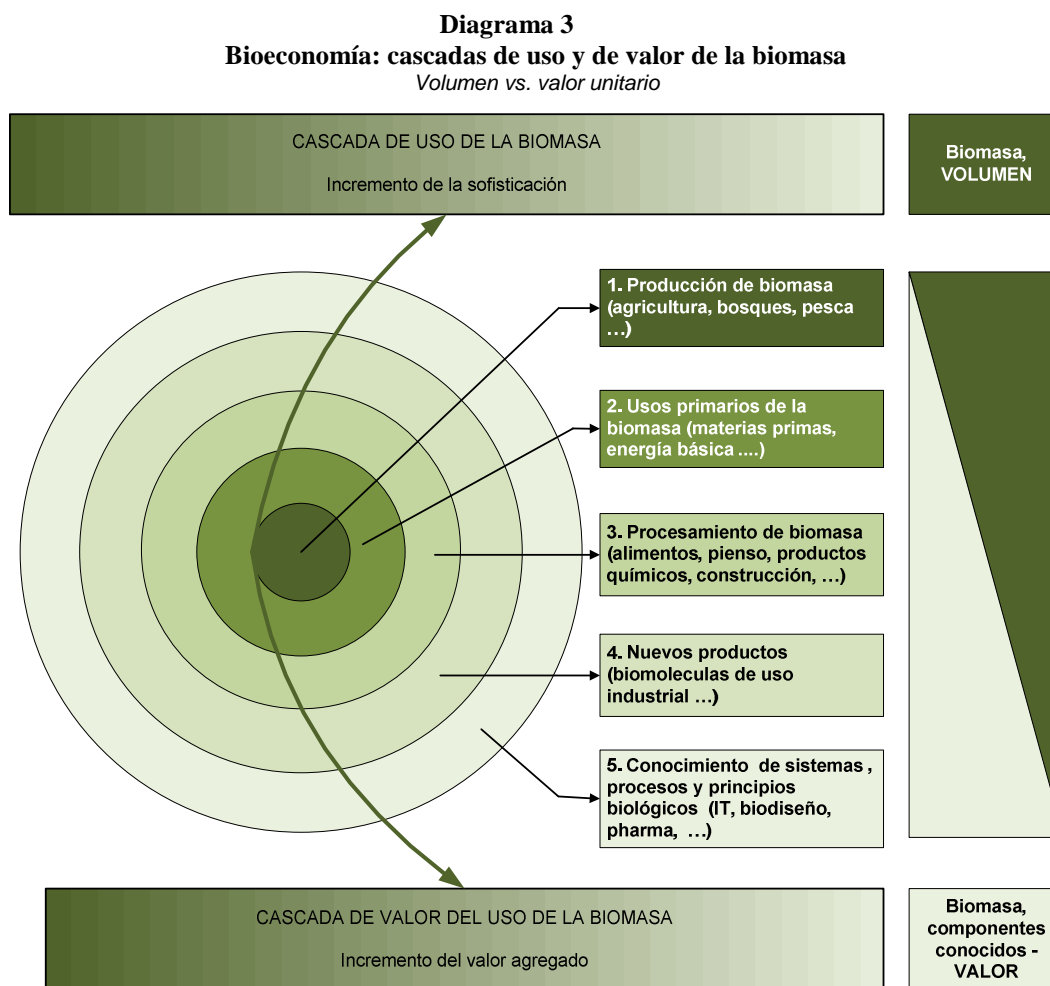 Diagrama 3
Bioeconomía: cascadas de uso y de valor de la biomasa
Volumen vs. valor unitario
CASCADA DE USO DE LA BIOMASA
Incremento de la sofisticación
Biomasa,
VOLUMEN
1. Producción de biomasa
(agricultura, bosques, pesca
…)
2. Usos primarios de la
biomasa (materias primas,
energía básica ....)
3. Procesamiento de biomasa
(alimentos, pienso, productos
químicos, construcción, …)
4. Nuevos productos
(biomoleculas de uso
industrial …)
5. Conocimiento de sistemas ,
procesos y principios
biológicos (IT, biodiseño,
pharma, …)
CASCADA DE VALOR DEL USO DE LA BIOMASA
Incremento del valor agregado
Biomasa,
componentes
conocidos -
VALOR